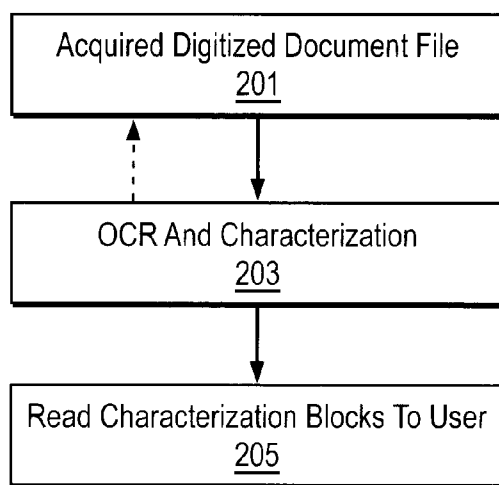 Acquired Digitized Document File
201
OCR And Characterization
203
Read Characterization Blocks To User
205